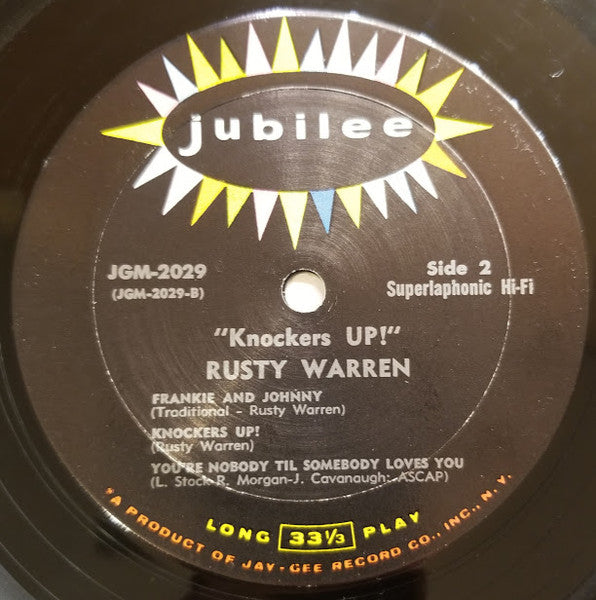 jubilee
JGM-2029
(JGM-2029-B)
Side 2
Superlaphonic Hi-Fi
"Knockers UP!"
RUSTY WARREN
FRANKIE AND JOHNNY
(Traditional - Rusty Warren)
KNOCKERS UP!
(Rusty Warren)
YOU'RE NOBODY TIL SOMEBODY LOVES YOU
(L. Stock-R. Morgan-J. Cavanaugh: ASCAP)
LONG 33⅓ PLAY
*A PRODUCT OF JAY-GEE RECORD CO., INC., N.Y.